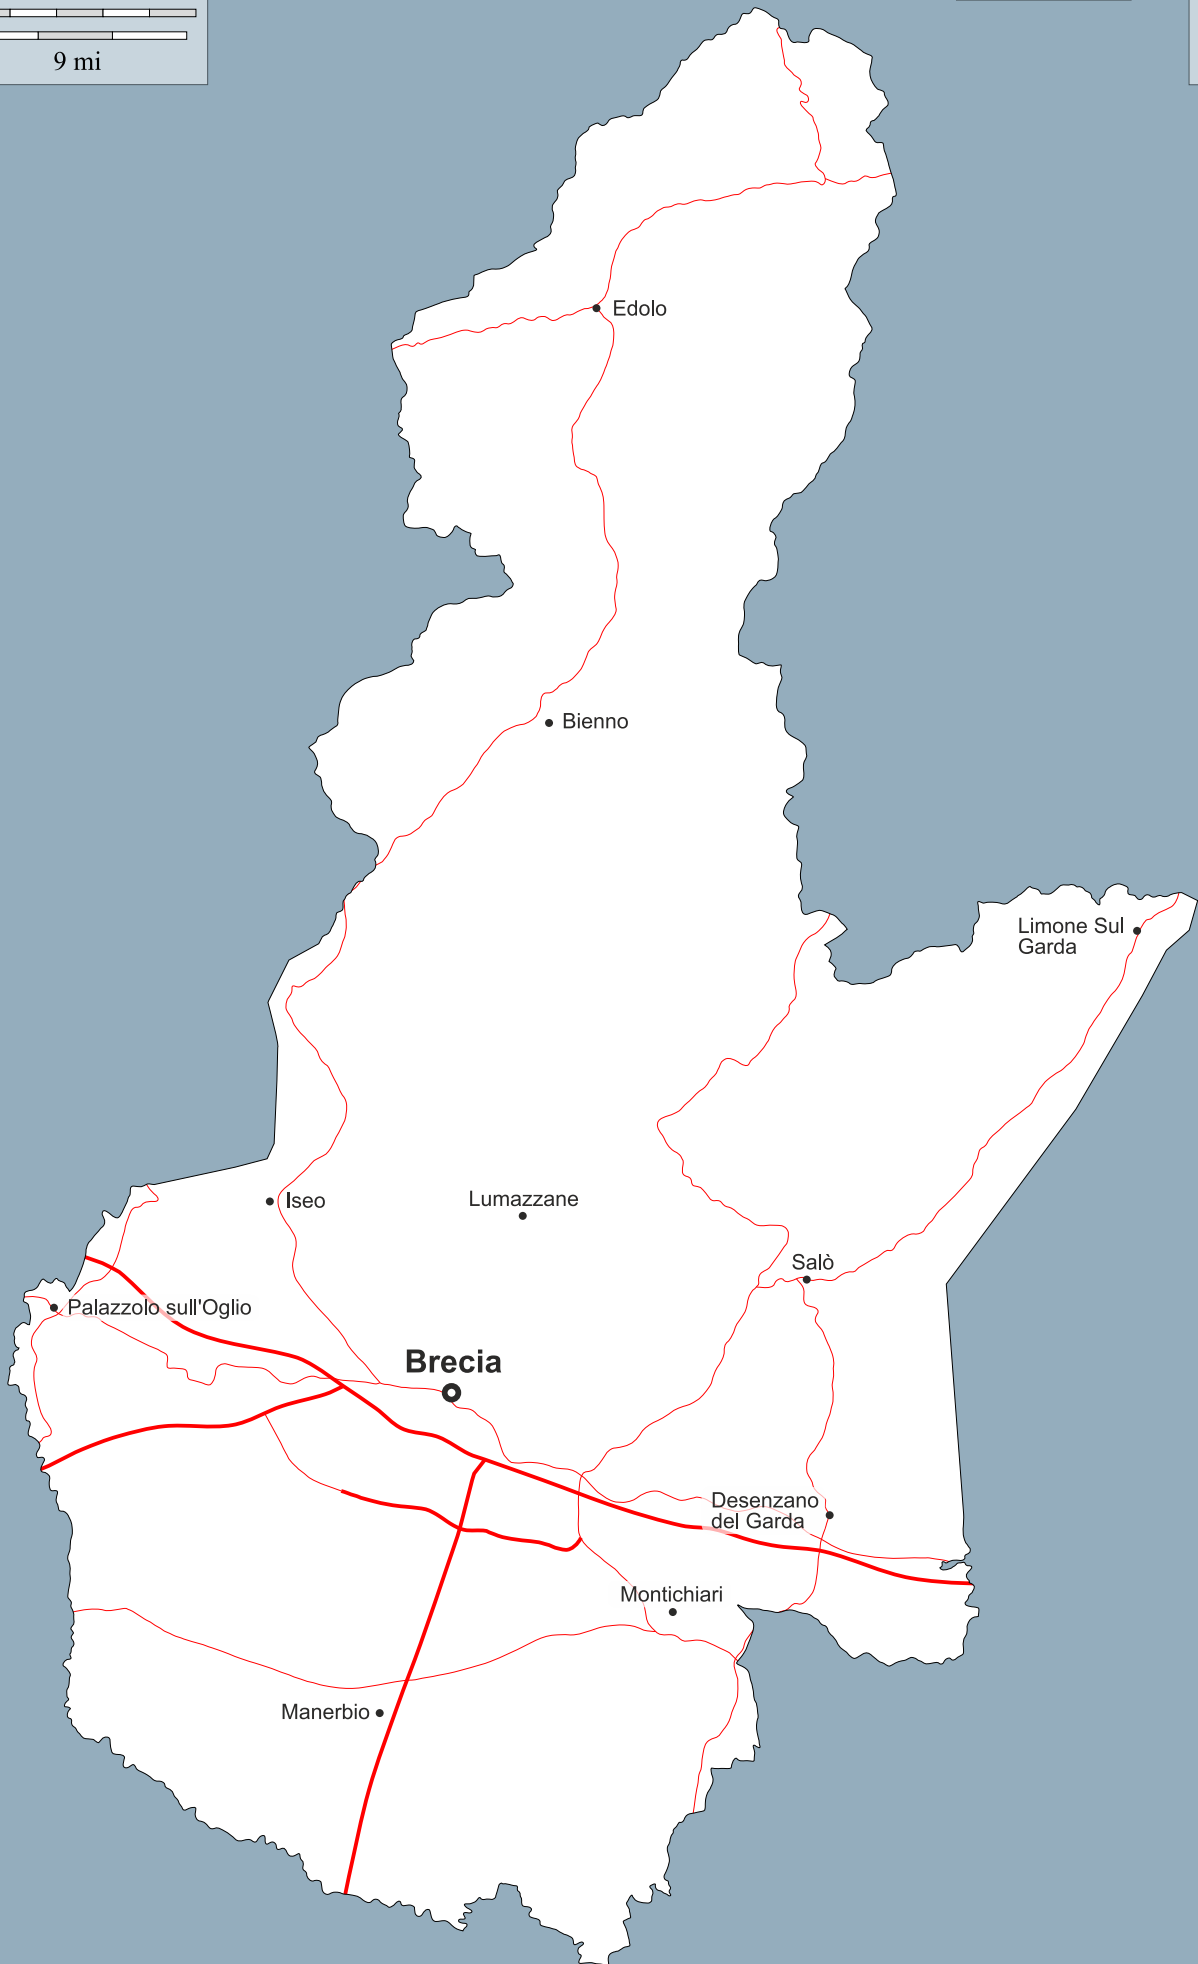 9 mi
Edolo
Bienno
Limone Sul
Garda
Iseo
Lumazzane
Salò
Palazzolo sull'Oglio
Brecia
Desenzano
del Garda
Montichiari
Manerbio